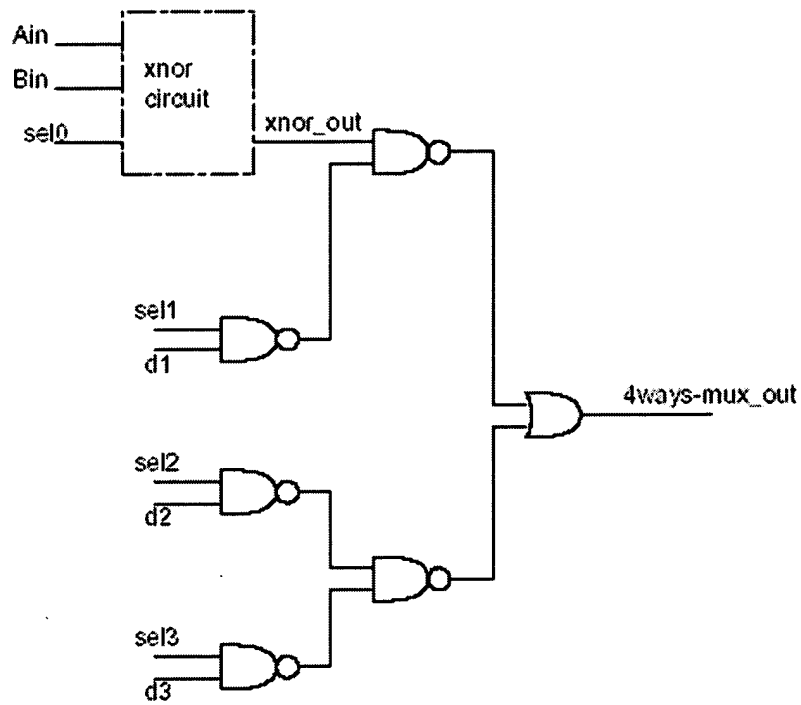 Ain
Bin
sel0
xnor
circuit
xnor_out
sel1
d1
sel2
d2
sel3
d3
4ways-mux_out